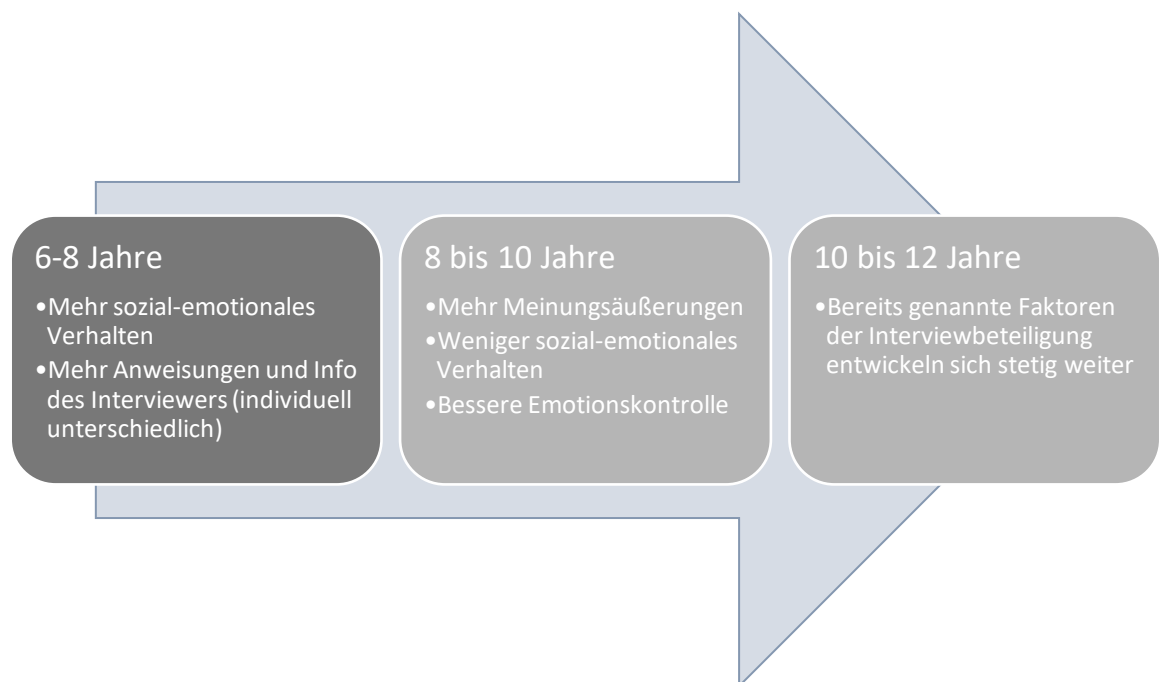 6-8 Jahre
•Mehr sozial-emotionales
Verhalten
•Mehr Anweisungen und Info
des Interviewers (individuell
unterschiedlich)
8 bis 10 Jahre
•Mehr Meinungsäußerungen
•Weniger sozial-emotionales
Verhalten
•Bessere Emotionskontrolle
10 bis 12 Jahre
•Bereits genannte Faktoren
der Interviewbeteiligung
entwickeln sich stetig weiter